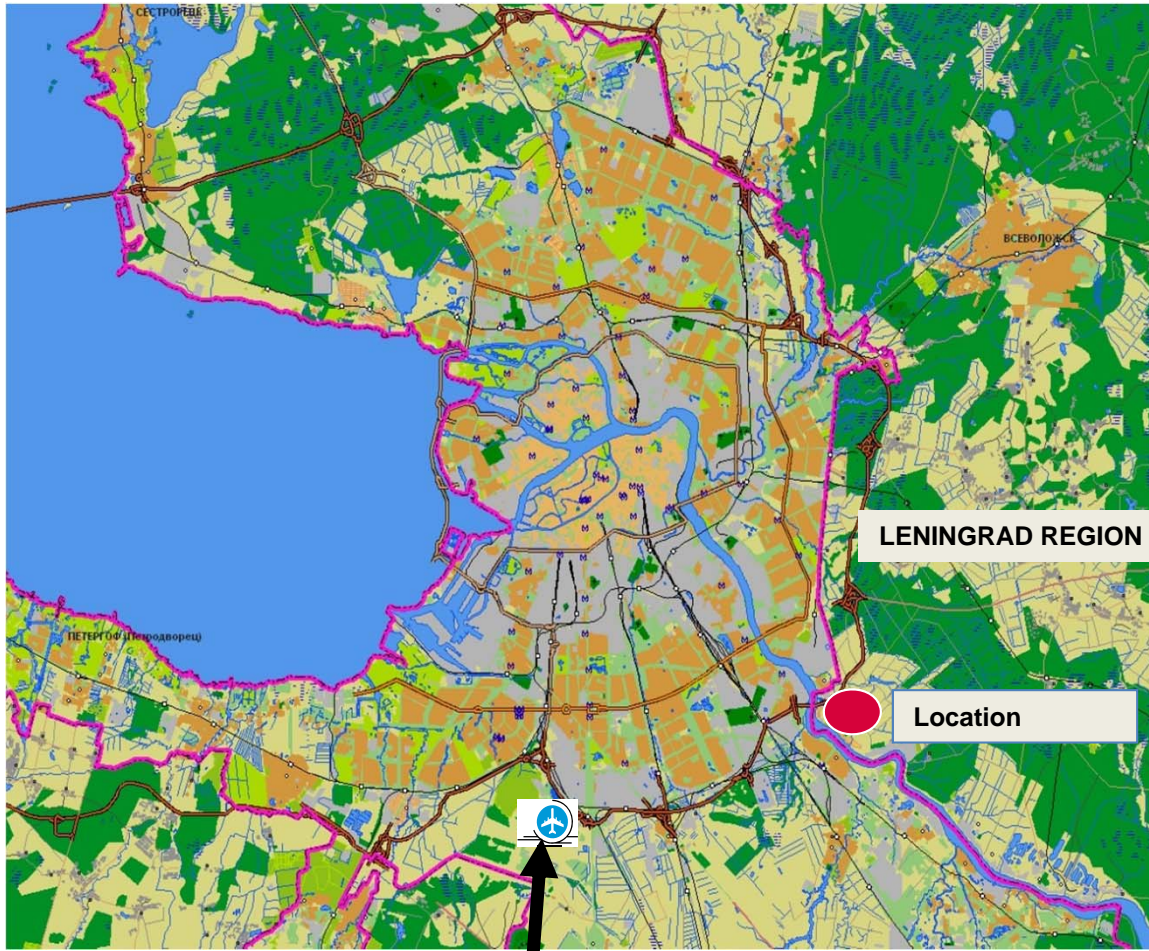 СЕСТРОРЕЦК
ВСЕВОЛОЖСК
LENINGRAD REGION
ПЕТЕРГОФ (Петродворец)
Location